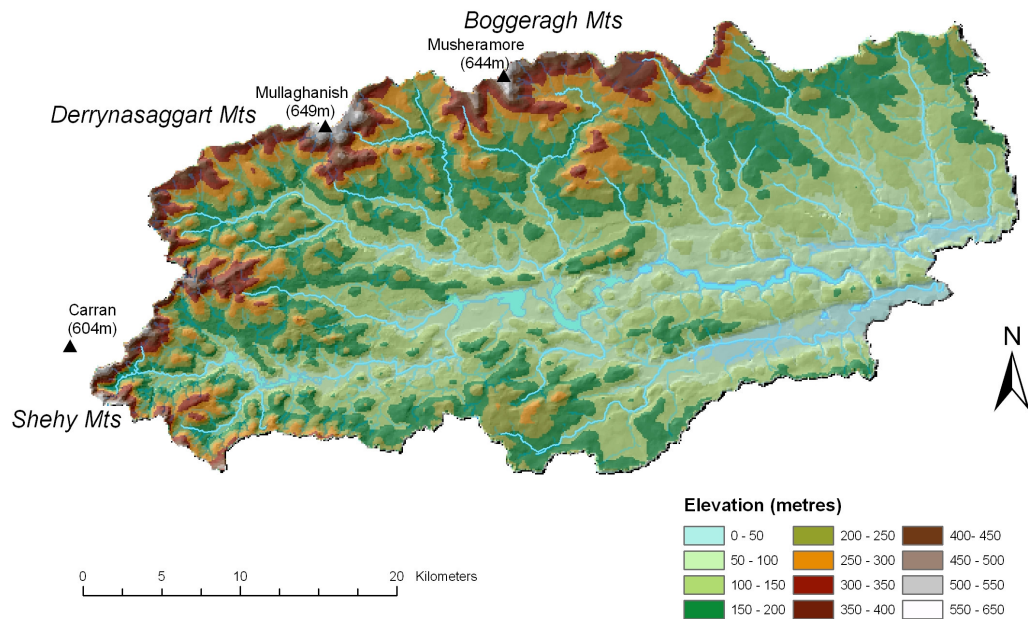 Boggeragh Mts
Musheramore
(644m)
Mullaghanish
(649m)
Derrynasaggart Mts
Carran
(604m)
Shehy Mts
N
Elevation (metres)
0 - 50
50 - 100
100 - 150
150 - 200
200 - 250
250 - 300
300 - 350
350 - 400
400- 450
450 - 500
500 - 550
550 - 650
0 5 10 20 Kilometers